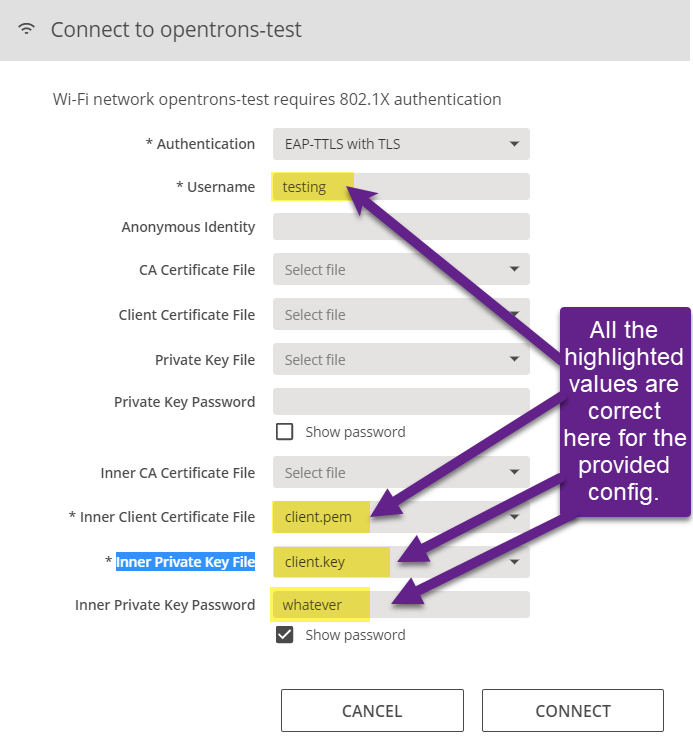 Connect to opentrons-test
Wi-Fi network opentrons-test requires 802.1X authentication
* Authentication EAP-TTLS with TLS
* Username testing
Anonymous Identity
CA Certificate File Select file
Client Certificate File Select file
Private Key File Select file
Private Key Password
Show password
Inner CA Certificate File Select file
* Inner Client Certificate File client.pem
* Inner Private Key File client.key
Inner Private Key Password whatever
Show password
CANCEL CONNECT
All the
highlighted
values are
correct
here for the
provided
config.